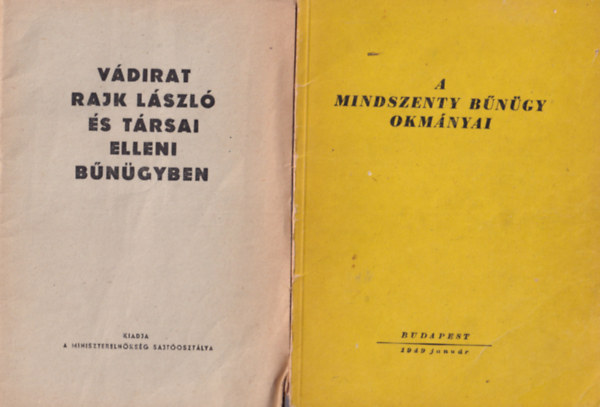 VÁDIRAT
RAJK LÁSZLÓ
ÉS TÁRSAI
ELLENI
BŰNÜGYBEN
KIADJA
A MINISZTERELNÖKSÉG SAJTÓOSZTÁLYA
A
MINDSZENTY BŰNÜGY
OKMÁNYAI
BUDAPEST
1949 január